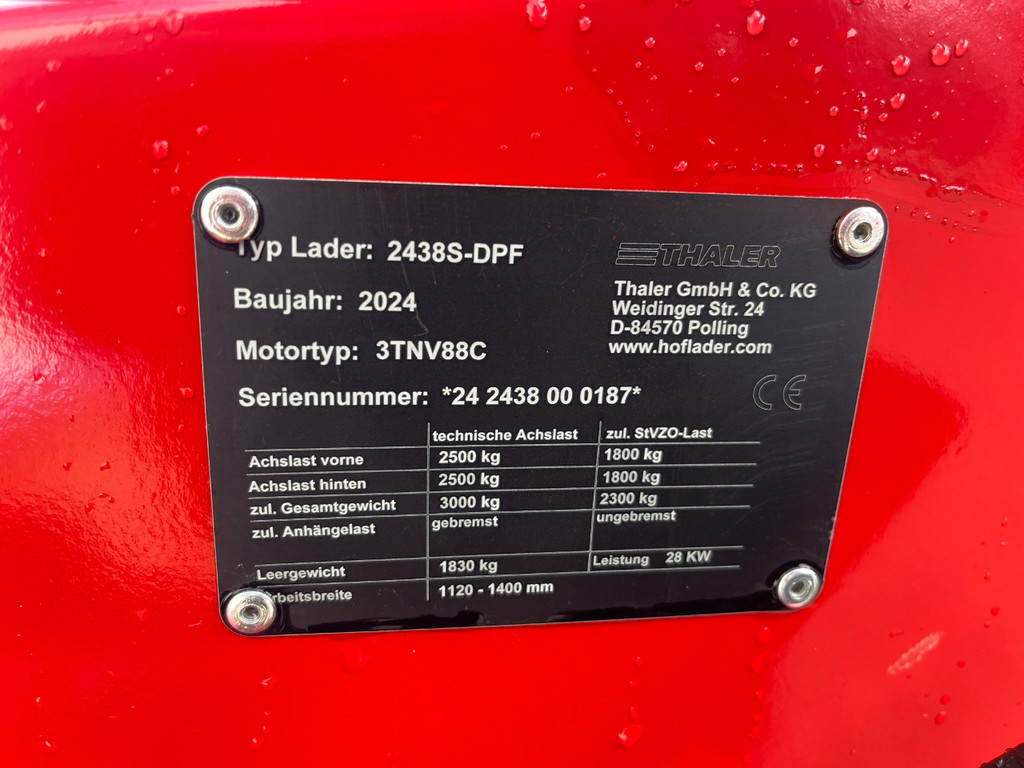 Typ Lader: 2438S-DPF
Baujahr: 2024
Motortyp: 3TNV88C
Seriennummer: *24 2438 00 0187*
THALER
Thaler GmbH & Co. KG
Weidinger Str. 24
D-84570 Polling
www.hoflader.com
CE
technische Achslast zul. StVZO-Last
Achslast vorne 2500 kg 1800 kg
Achslast hinten 2500 kg 1800 kg
zul. Gesamtgewicht 3000 kg 2300 kg
zul. Anhängelast gebremst ungebremst
Leergewicht 1830 kg Leistung 28 KW
Arbeitsbreite 1120 - 1400 mm